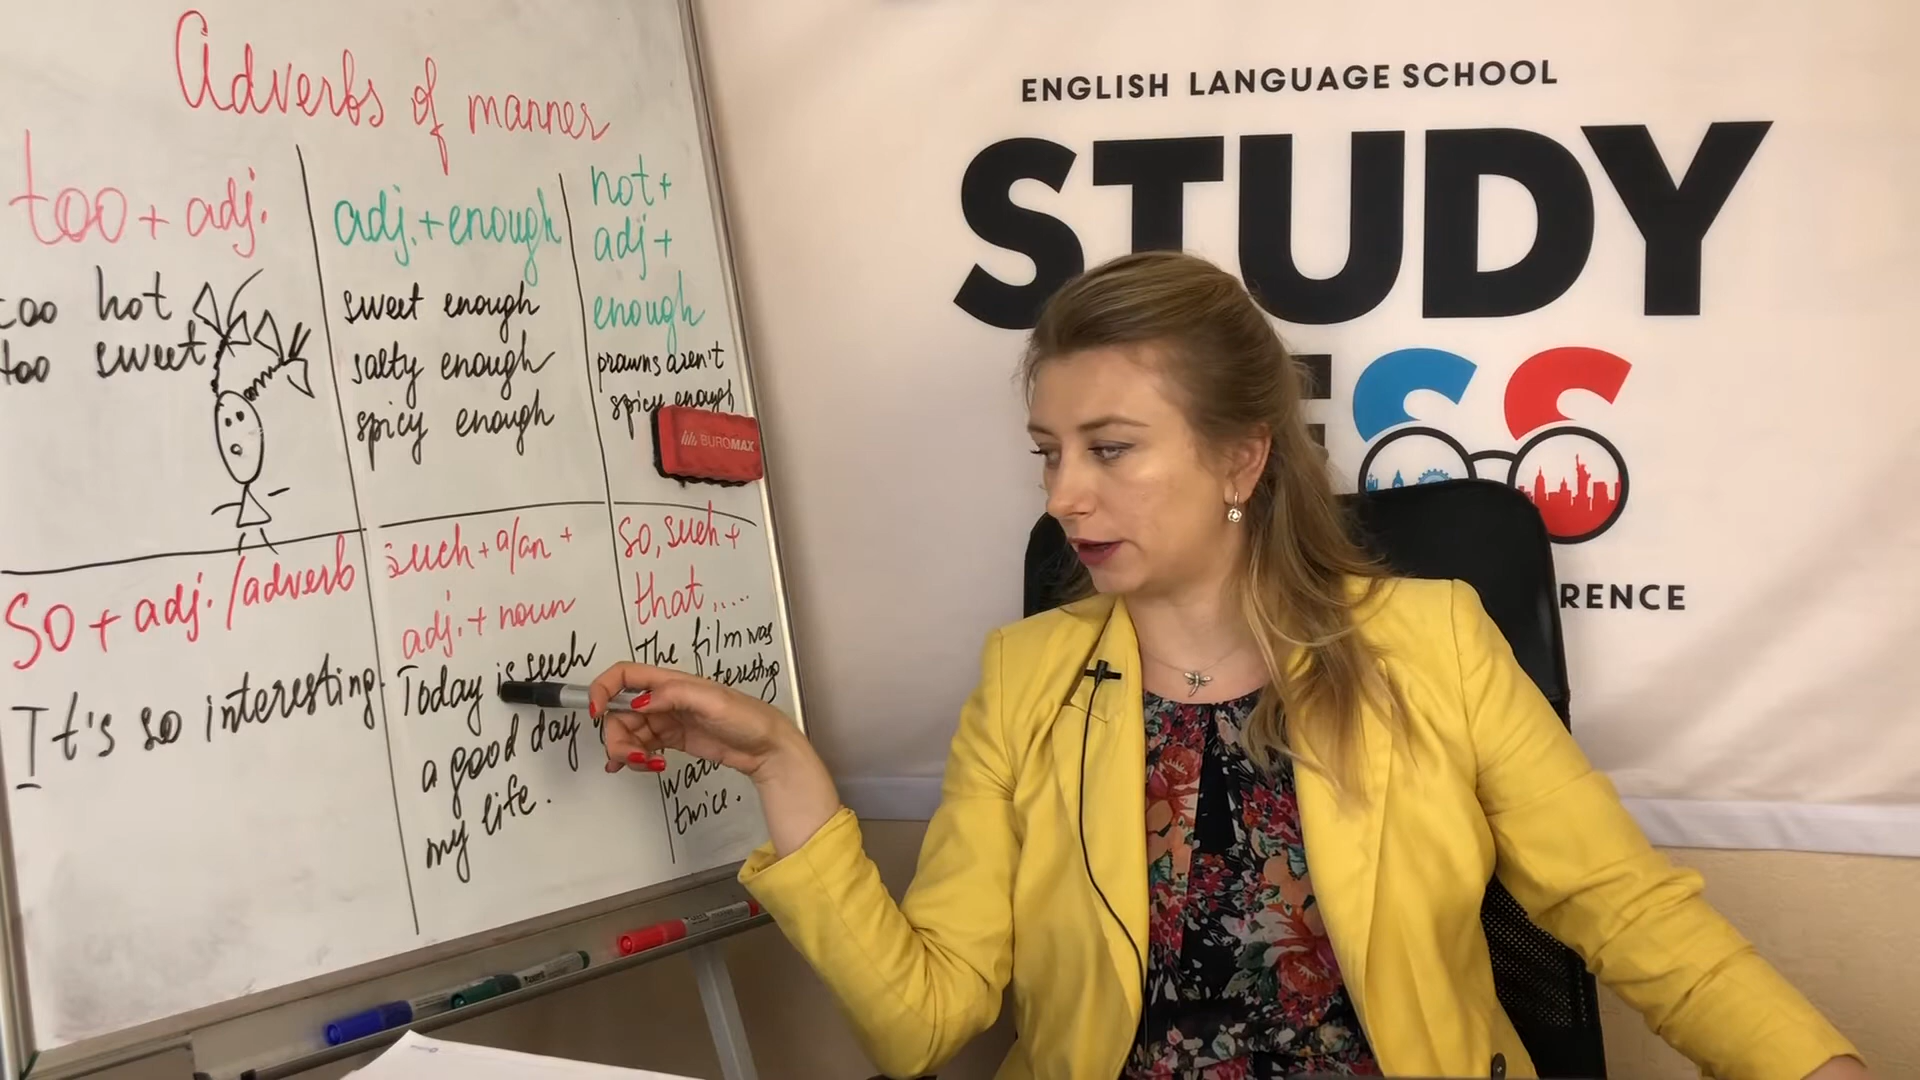 Adverbs of manner
too + adj.
too hot
too sweet
adj. + enough
sweet enough
salty enough
spicy enough
not +
adj +
enough
prawns aren't
spicy enough
BUROMAX
So + adj. / adverb
It's so interesting.
such + a/an +
adj. + noun
Today is such
a good day
my life.
So, such +
that .....
The film was
twice.
ENGLISH LANGUAGE SCHOOL
STUDY
SS